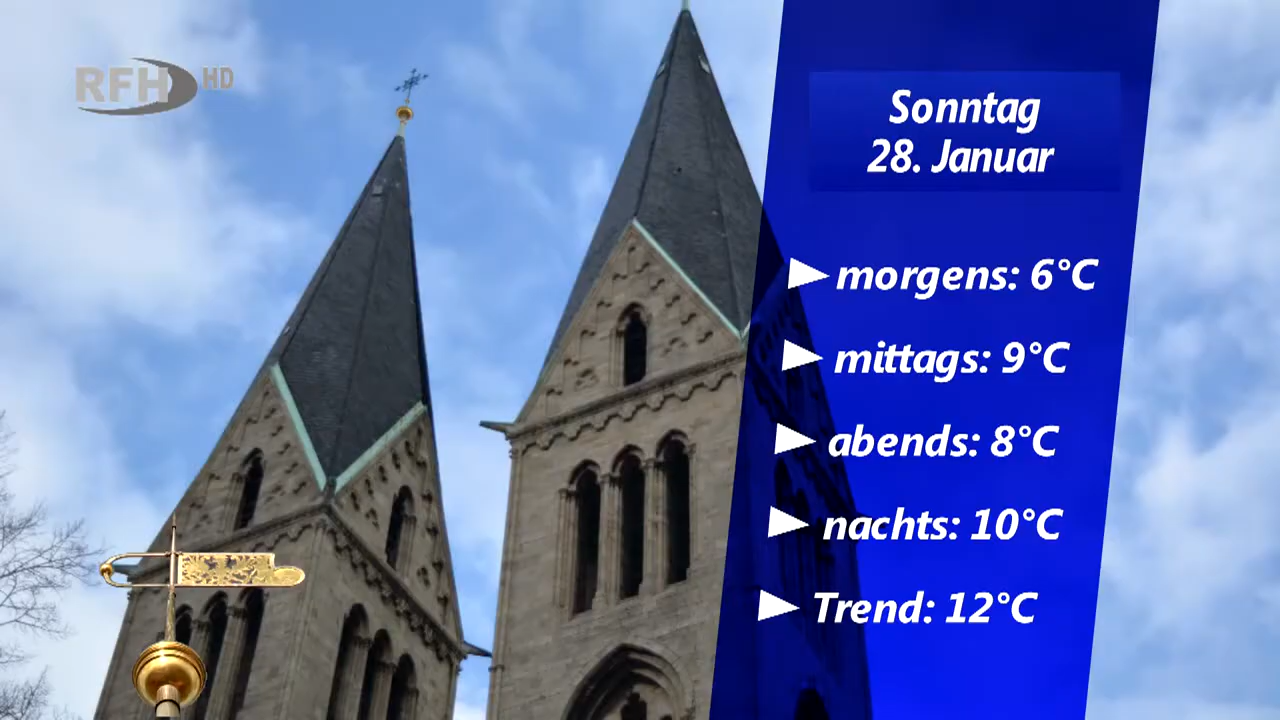 RFH HD
Sonntag
28. Januar
morgens: 6°C
mittags: 9°C
abends: 8°C
nachts: 10°C
Trend: 12°C